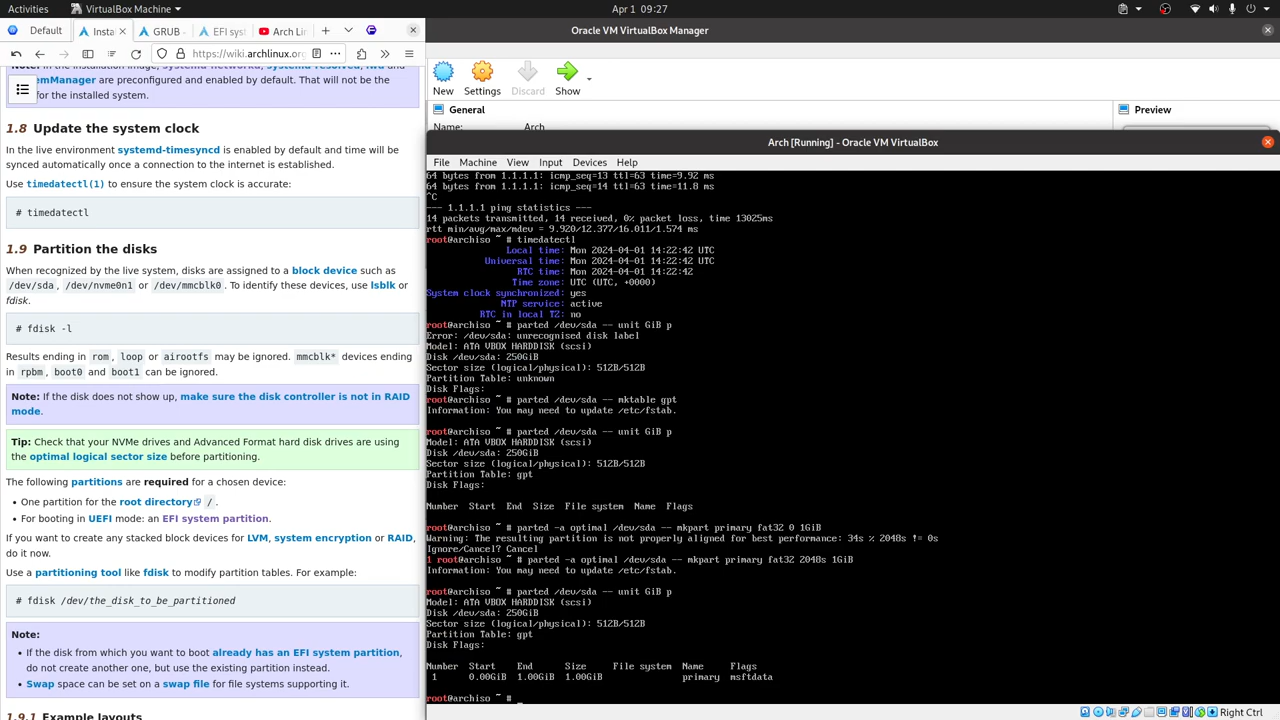 Activities
VirtualBox Machine
Apr 1 09:27
Default
Instal
GRUB -
EFI sys
Arch Lin
https://wiki.archlinux.org
Oracle VM VirtualBox Manager
New
Settings
Discard
Show
General
Preview
Name: Arch
emManager are preconfigured and enabled by default. That will not be the
for the installed system.
1.8 Update the system clock
In the live environment systemd-timesyncd is enabled by default and time will be
synced automatically once a connection to the internet is established.
Use timedatectl(1) to ensure the system clock is accurate:
# timedatectl
1.9 Partition the disks
When recognized by the live system, disks are assigned to a block device such as
/dev/sda, /dev/nvme0n1 or /dev/mmcblk0. To identify these devices, use lsblk or
fdisk.
# fdisk -l
Results ending in rom, loop or airootfs may be ignored. mmcblk* devices ending
in rpbm, boot0 and boot1 can be ignored.
Note: If the disk does not show up, make sure the disk controller is not in RAID
mode.
Tip: Check that your NVMe drives and Advanced Format hard disk drives are using
the optimal logical sector size before partitioning.
The following partitions are required for a chosen device:
• One partition for the root directory /.
• For booting in UEFI mode: an EFI system partition.
If you want to create any stacked block devices for LVM, system encryption or RAID,
do it now.
Use a partitioning tool like fdisk to modify partition tables. For example:
# fdisk /dev/the_disk_to_be_partitioned
Note:
• If the disk from which you want to boot already has an EFI system partition,
do not create another one, but use the existing partition instead.
• Swap space can be set on a swap file for file systems supporting it.
1.9.1 Example layouts
Arch [Running] - Oracle VM VirtualBox
File Machine View Input Devices Help
64 bytes from 1.1.1.1: icmp_seq=13 ttl=63 time=9.92 ms
64 bytes from 1.1.1.1: icmp_seq=14 ttl=63 time=11.8 ms
^C
--- 1.1.1.1 ping statistics ---
14 packets transmitted, 14 received, 0% packet loss, time 13025ms
rtt min/avg/max/mdev = 9.920/12.377/16.011/1.574 ms
root@archiso ~ # timedatectl
Local time: Mon 2024-04-01 14:22:42 UTC
Universal time: Mon 2024-04-01 14:22:42 UTC
RTC time: Mon 2024-04-01 14:22:42
Time zone: UTC (UTC, +0000)
System clock synchronized: yes
NTP service: active
RTC in local TZ: no
root@archiso ~ # parted /dev/sda -- unit GiB p
Error: /dev/sda: unrecognised disk label
Model: ATA VBOX HARDDISK (scsi)
Disk /dev/sda: 250GiB
Sector size (logical/physical): 512B/512B
Partition Table: unknown
Disk Flags:
root@archiso ~ # parted /dev/sda -- mktable gpt
Information: You may need to update /etc/fstab.
root@archiso ~ # parted /dev/sda -- unit GiB p
Model: ATA VBOX HARDDISK (scsi)
Disk /dev/sda: 250GiB
Sector size (logical/physical): 512B/512B
Partition Table: gpt
Disk Flags:
Number Start End Size File system Name Flags
root@archiso ~ # parted -a optimal /dev/sda -- mkpart primary fat32 0 1GiB
Warning: The resulting partition is not properly aligned for best performance: 34s % 2048s != 0s
Ignore/Cancel? Cancel
1 root@archiso ~ # parted -a optimal /dev/sda -- mkpart primary fat32 2048s 1GiB
Information: You may need to update /etc/fstab.
root@archiso ~ # parted /dev/sda -- unit GiB p
Model: ATA VBOX HARDDISK (scsi)
Disk /dev/sda: 250GiB
Sector size (logical/physical): 512B/512B
Partition Table: gpt
Disk Flags:
Number Start End Size File system Name Flags
1 0.00GiB 1.00GiB 1.00GiB primary msftdata
root@archiso ~ # _
Right Ctrl